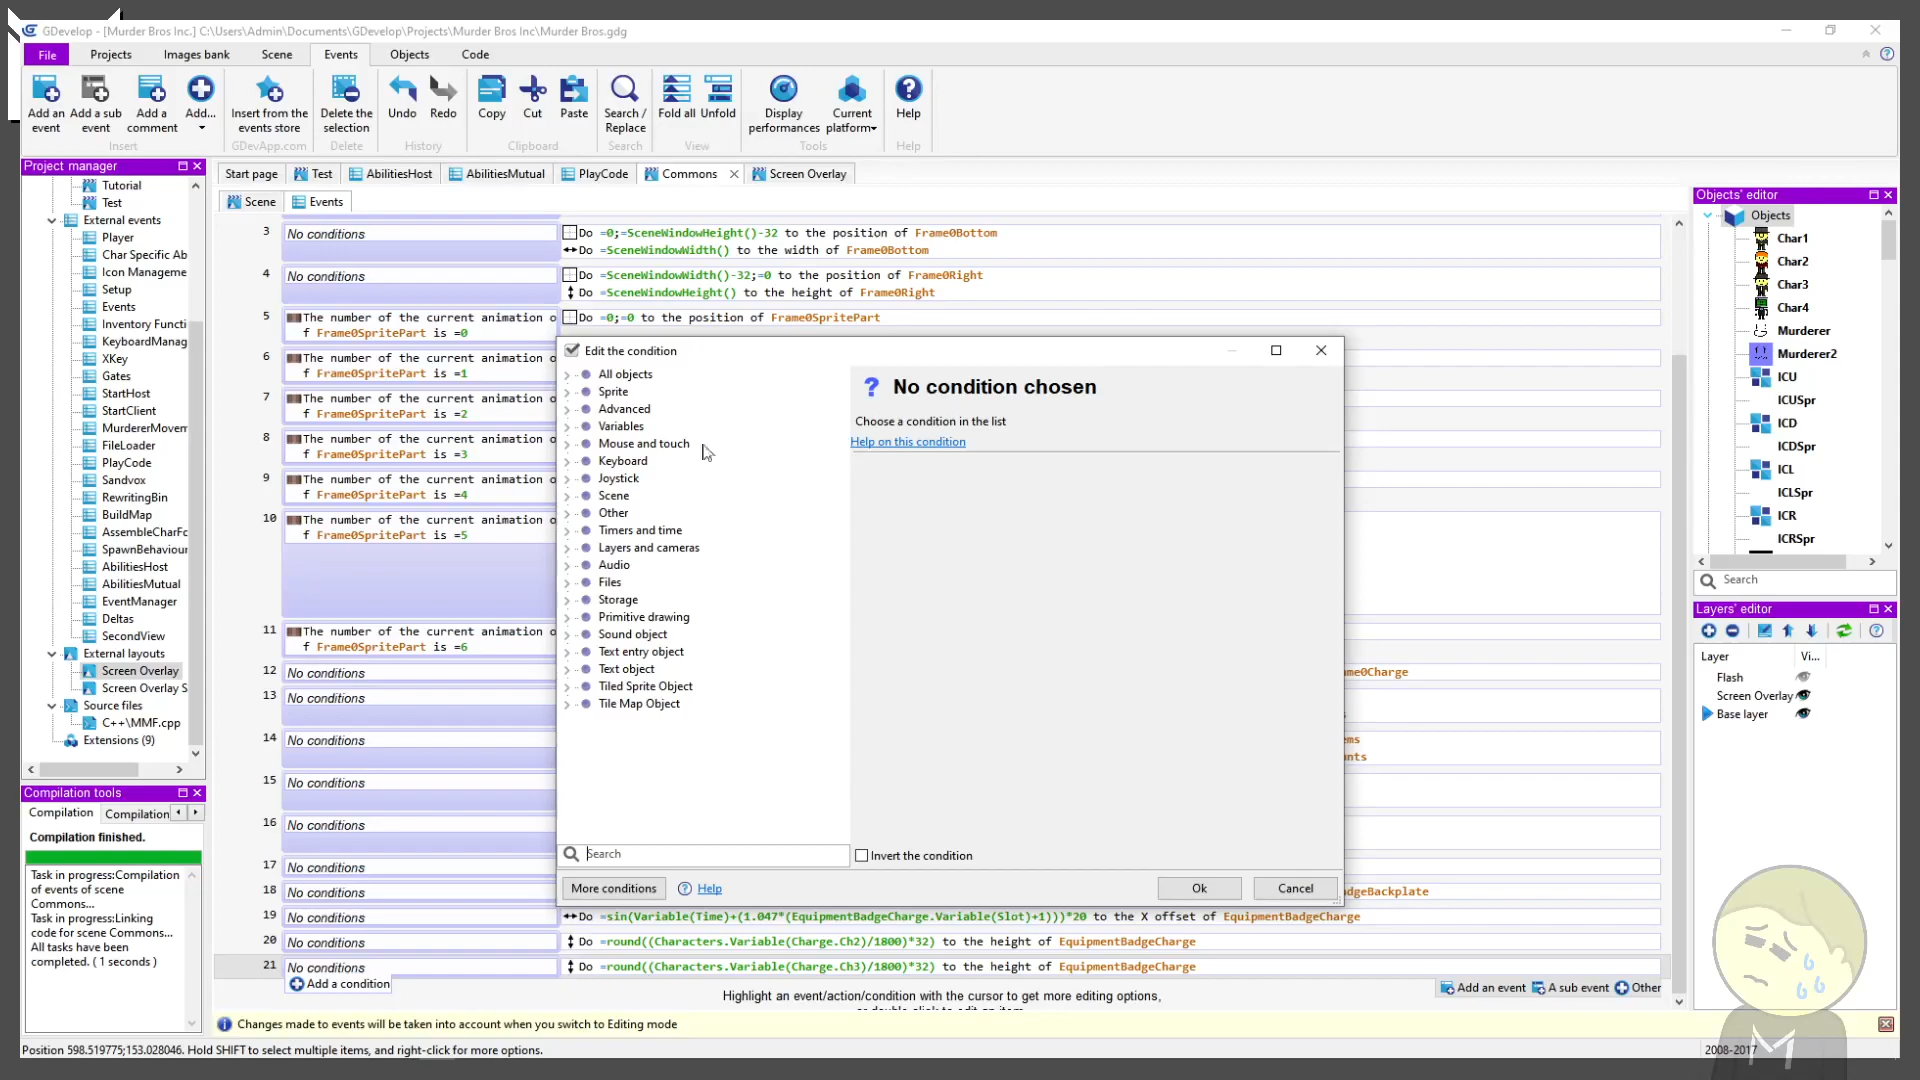 GDevelop - [Murder Bros Inc.] C:\Users\Admin\Documents\GDevelop\Projects\Murder Bros Inc\Murder Bros.gdg
File Projects Images bank Scene Events Objects Code
Add an event
Add a sub event
Add a comment
Add...
Insert from the events store
Delete the selection
Undo
Redo
Copy
Cut
Paste
Search / Replace
Fold all
Unfold
Display performances
Current platform
Help
Insert GDevApp.com Delete History Clipboard Search View Tools Help
Project manager
Start page Test AbilitiesHost AbilitiesMutual PlayCode Commons Screen Overlay
Scene Events
Tutorial
Test
External events
Player
Char Specific Ab
Icon Manageme
Setup
Events
Inventory Functi
KeyboardManag
XKey
Gates
StartHost
StartClient
MurdererMovem
FileLoader
PlayCode
Sandvox
RewritingBin
BuildMap
AssembleCharFc
SpawnBehaviour
AbilitiesHost
AbilitiesMutual
EventManager
Deltas
SecondView
External layouts
Screen Overlay
Screen Overlay S
Source files
C++\MMF.cpp
Extensions (9)
Compilation tools
Compilation Compilation
Compilation finished.
Task in progress:Compilation
of events of scene
Commons...
Task in progress:Linking
code for scene Commons...
All tasks have been
completed. ( 1 seconds )
3 No conditions Do =0;=SceneWindowHeight()-32 to the position of Frame0Bottom
Do =SceneWindowWidth() to the width of Frame0Bottom
4 No conditions Do =SceneWindowWidth()-32;=0 to the position of Frame0Right
Do =SceneWindowHeight() to the height of Frame0Right
5 The number of the current animation o Do =0;=0 to the position of Frame0SpritePart
f Frame0SpritePart is =0
6 The number of the current animation o
f Frame0SpritePart is =1
7 The number of the current animation o
f Frame0SpritePart is =2
8 The number of the current animation o
f Frame0SpritePart is =3
9 The number of the current animation o
f Frame0SpritePart is =4
10 The number of the current animation o
f Frame0SpritePart is =5
11 The number of the current animation o
f Frame0SpritePart is =6
12 No conditions me0Charge
13 No conditions
14 No conditions ms
nts
15 No conditions
16 No conditions
17 No conditions
18 No conditions dgeBackplate
19 No conditions Do =sin(Variable(Time)+(1.047*(EquipmentBadgeCharge.Variable(Slot)+1)))*20 to the X offset of EquipmentBadgeCharge
20 No conditions Do =round((Characters.Variable(Charge.Ch2)/1800)*32) to the height of EquipmentBadgeCharge
21 No conditions Do =round((Characters.Variable(Charge.Ch3)/1800)*32) to the height of EquipmentBadgeCharge
Add a condition
Add an event A sub event Other
Highlight an event/action/condition with the cursor to get more editing options,
Edit the condition
All objects
Sprite
Advanced
Variables
Mouse and touch
Keyboard
Joystick
Scene
Other
Timers and time
Layers and cameras
Audio
Files
Storage
Primitive drawing
Sound object
Text entry object
Text object
Tiled Sprite Object
Tile Map Object
Search
More conditions Help
? No condition chosen
Choose a condition in the list
Help on this condition
Invert the condition
Ok Cancel
Objects' editor
Objects
Char1
Char2
Char3
Char4
Murderer
Murderer2
ICU
ICUSpr
ICD
ICDSpr
ICL
ICLSpr
ICR
ICRSpr
Search
Layers' editor
Layer Vi...
Flash
Screen Overlay
Base layer
Changes made to events will be taken into account when you switch to Editing mode
Position 598.519775;153.028046. Hold SHIFT to select multiple items, and right-click for more options.
2008-2017